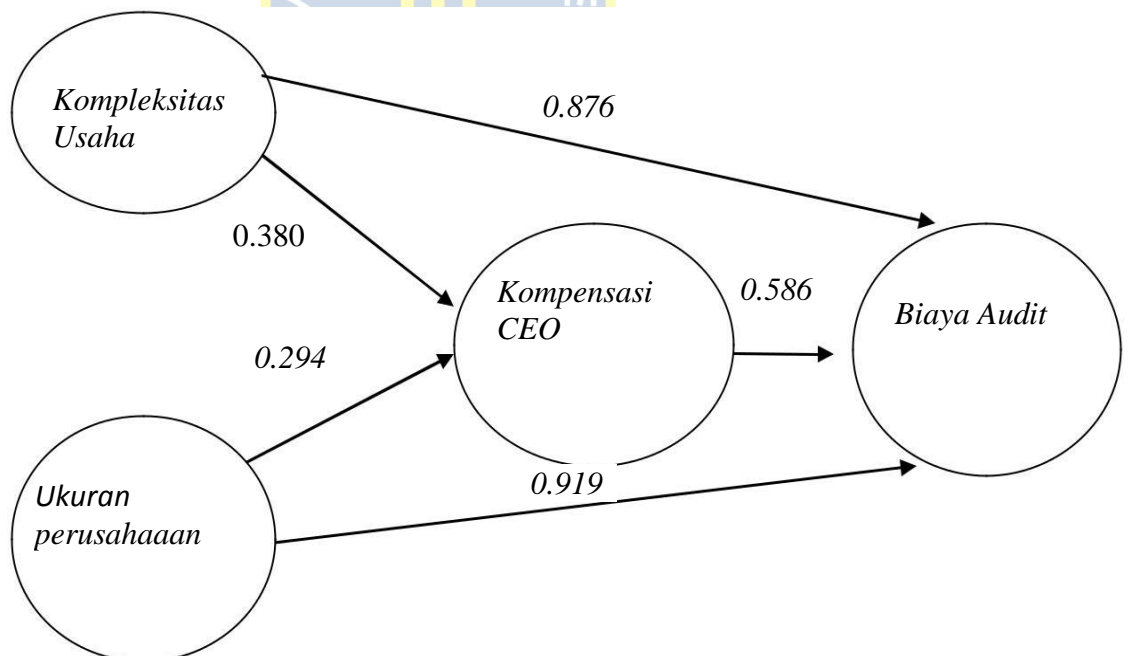 Kompleksitas
Usaha
0.876
0.380
Kompensasi
CEO
0.586
Biaya Audit
0.294
Ukuran
perusahaaan
0.919